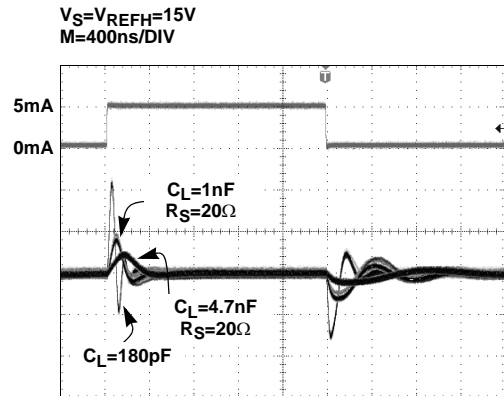 VS=VREFH=15V
M=400ns/DIV
T
5mA
0mA
CL=1nF
RS=20Ω
CL=4.7nF
RS=20Ω
CL=180pF